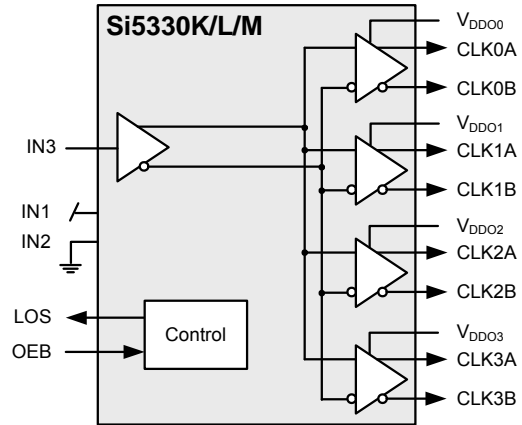 Si5330K/L/M
VDDO0
CLK0A
CLK0B
VDDO1
CLK1A
CLK1B
VDDO2
CLK2A
CLK2B
VDDO3
CLK3A
CLK3B
IN3
IN1
IN2
LOS
OEB
Control